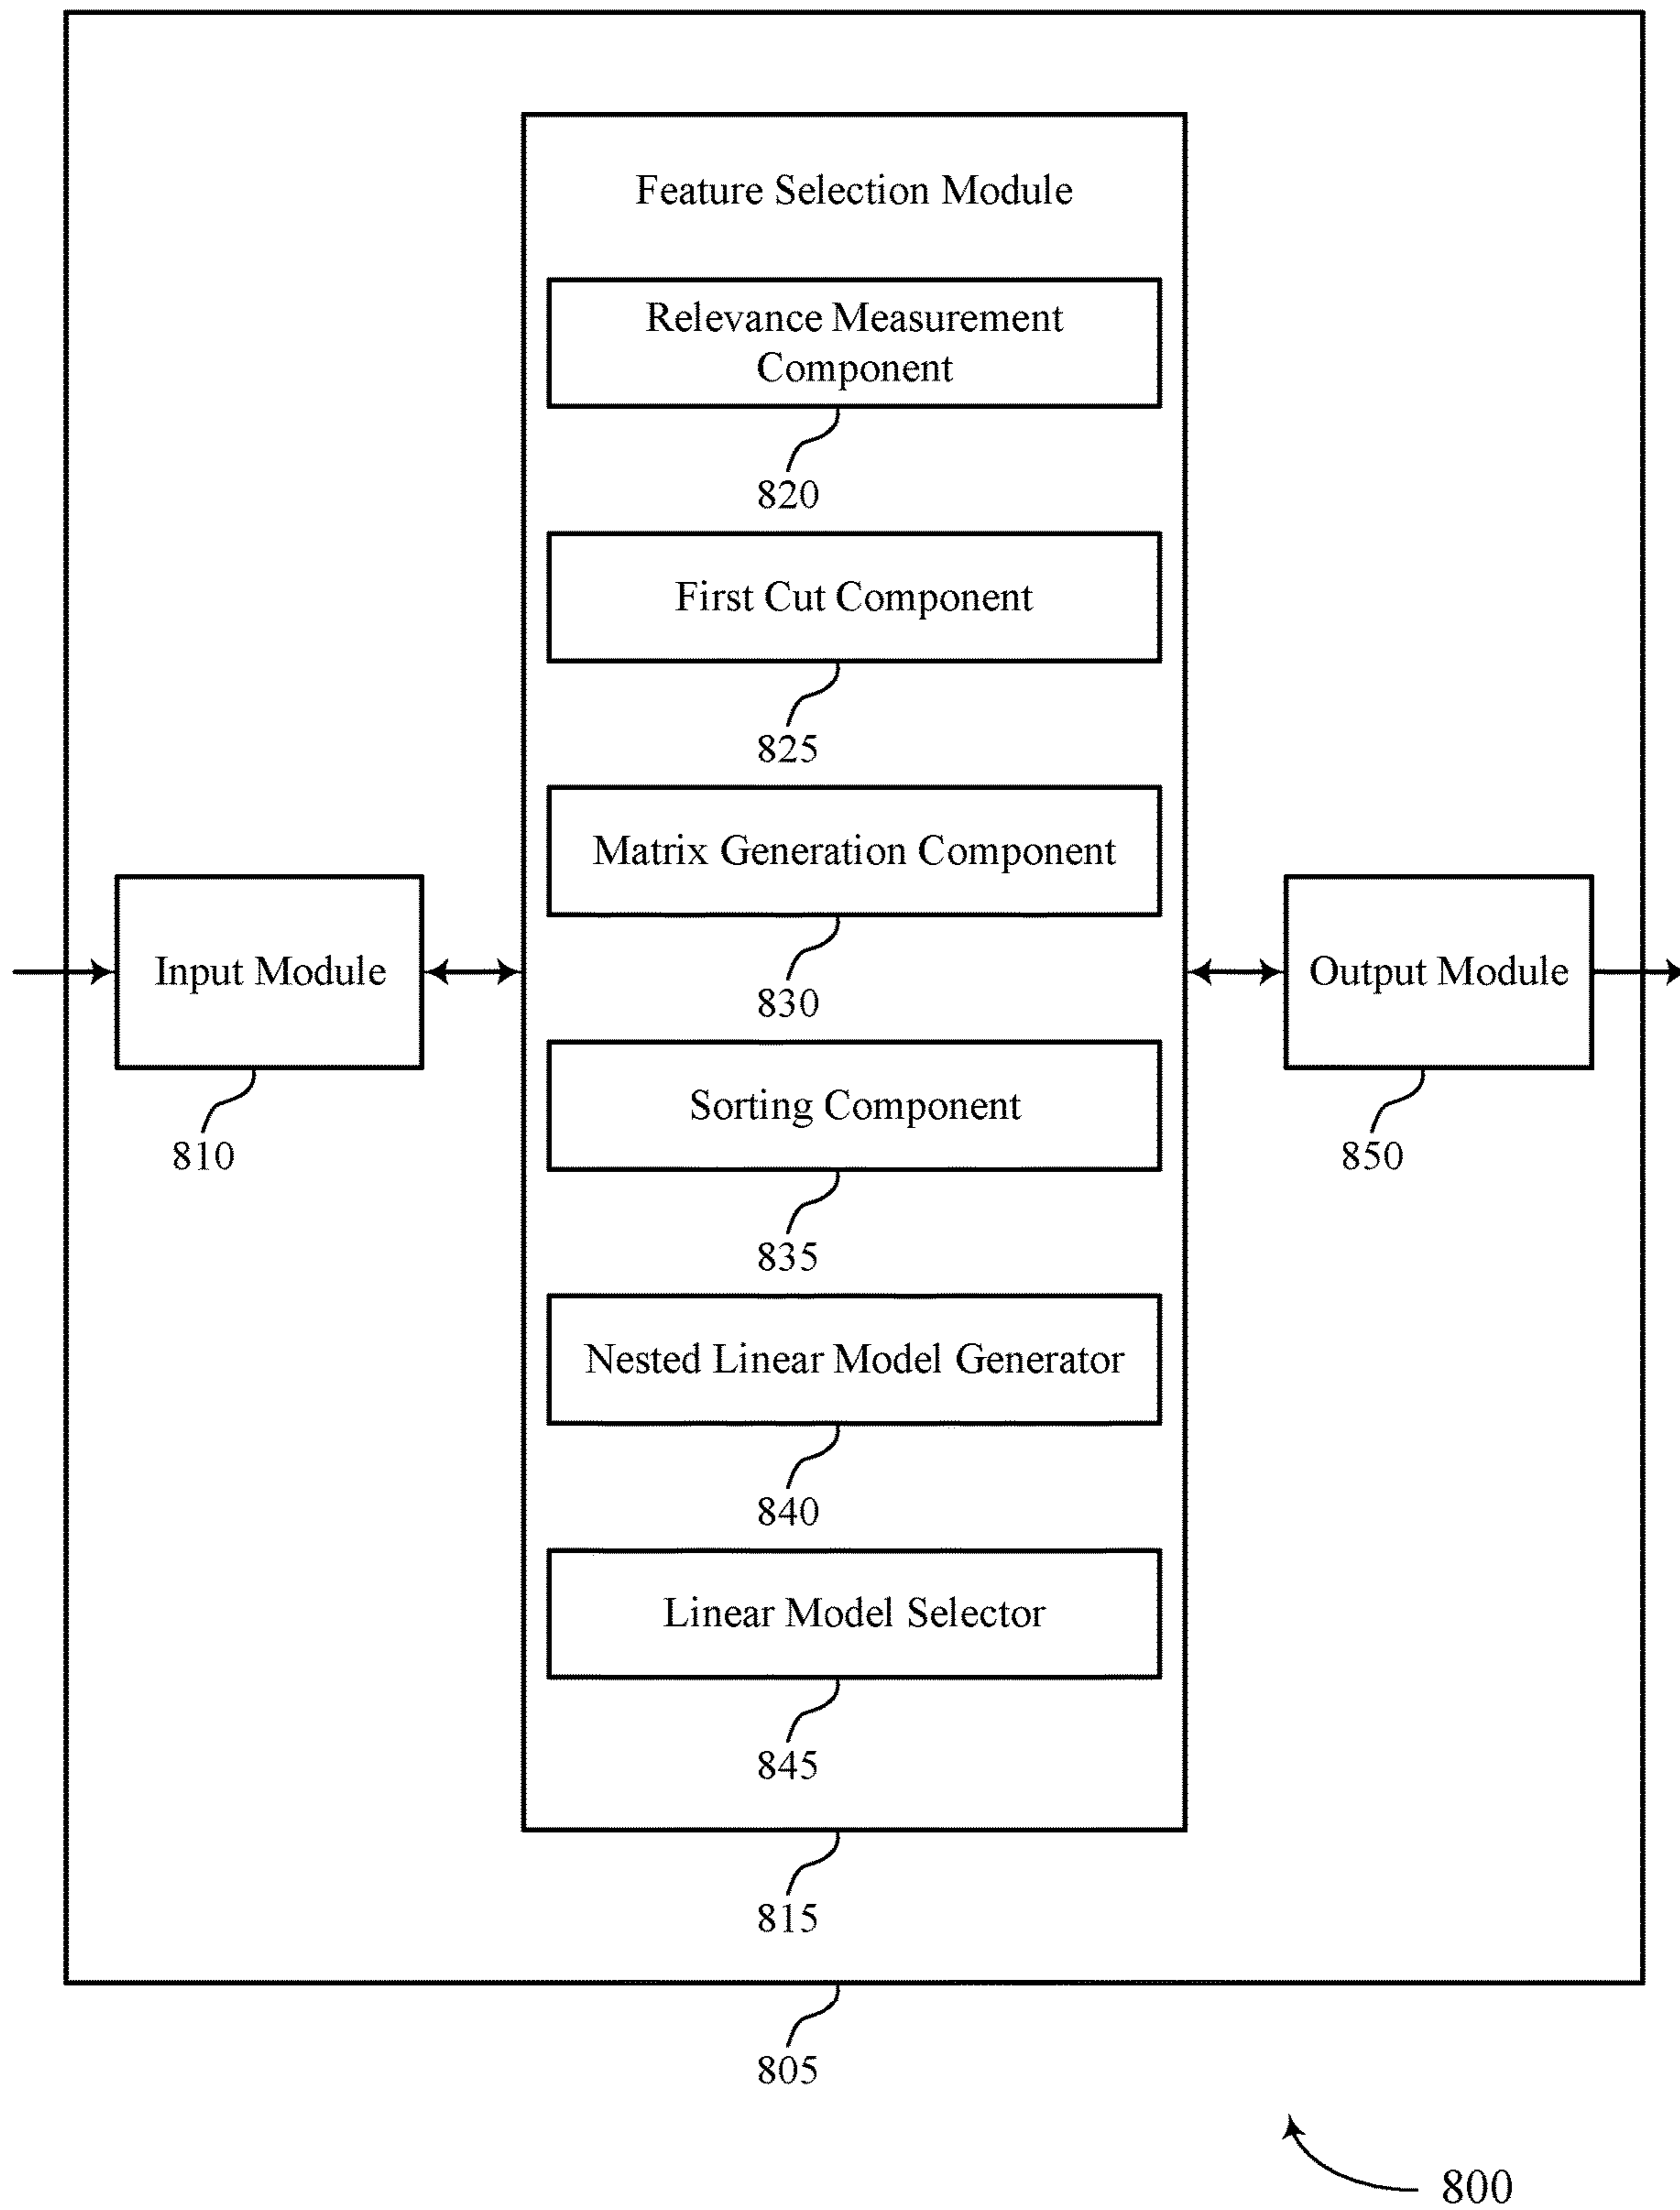 Feature Selection Module
Relevance Measurement
Component
820
First Cut Component
825
Matrix Generation Component
830
Input Module
810
Output Module
850
Sorting Component
835
Nested Linear Model Generator
840
Linear Model Selector
845
815
805
800